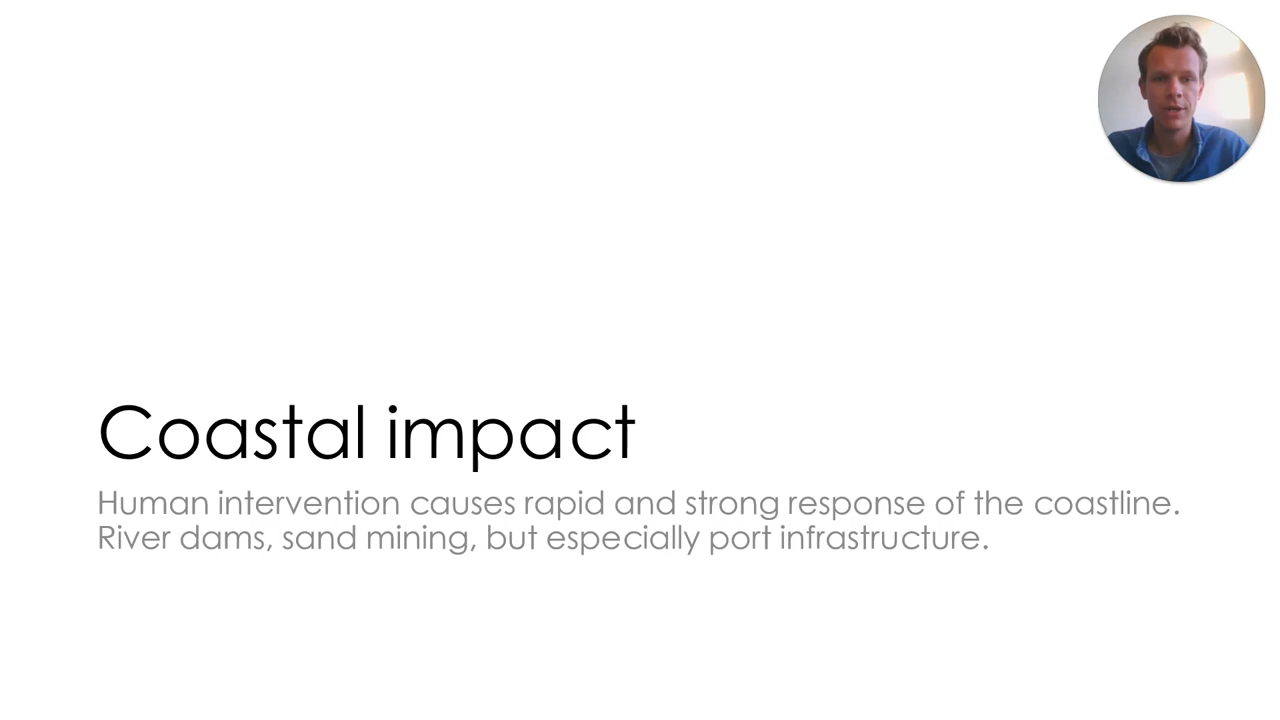 Coastal impact
Human intervention causes rapid and strong response of the coastline.
River dams, sand mining, but especially port infrastructure.